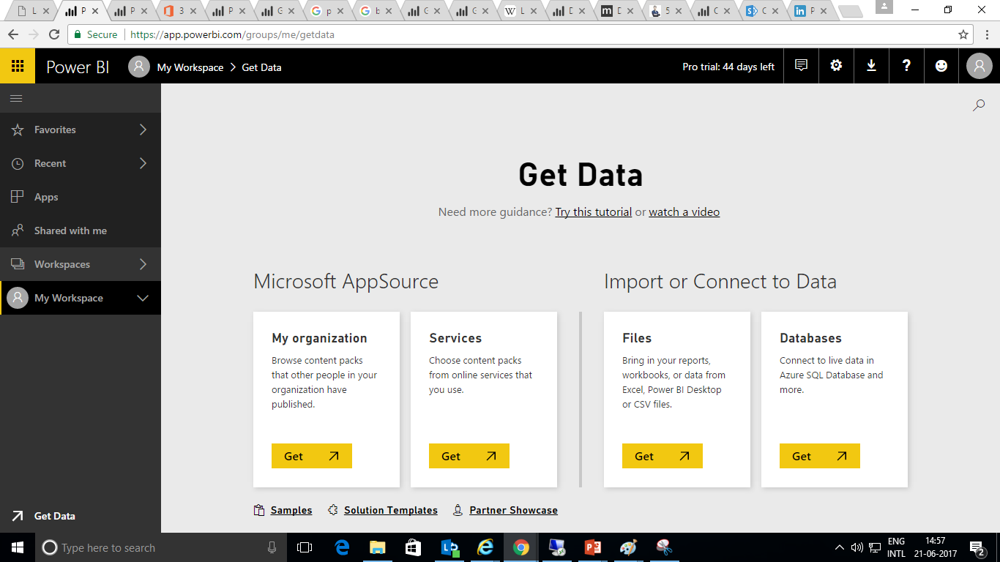 L
P
P
3
P
G
p
b
G
G
W L
D
m D
5
C
S C
in P
Secure | https://app.powerbi.com/groups/me/getdata
Power BI My Workspace > Get Data Pro trial: 44 days left ?
Favorites
Recent
Apps
Shared with me
Workspaces
My Workspace
Get Data
Get Data
Need more guidance? Try this tutorial or watch a video
Microsoft AppSource
My organization
Browse content packs
that other people in your
organization have
published.
Get
Services
Choose content packs
from online services that
you use.
Get
Import or Connect to Data
Files
Bring in your reports,
workbooks, or data from
Excel, Power BI Desktop
or CSV files.
Get
Databases
Connect to live data in
Azure SQL Database and
more.
Get
Samples Solution Templates Partner Showcase
Type here to search
ENG
INTL
14:57
21-06-2017
2